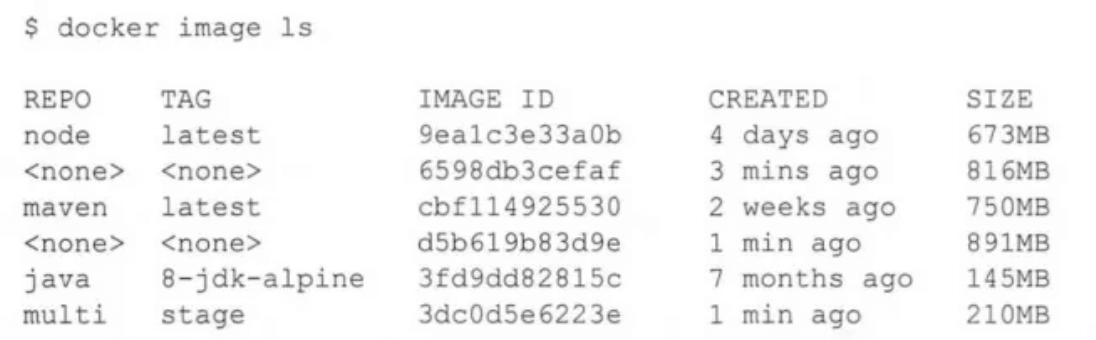 $ docker image ls
REPO TAG IMAGE ID CREATED SIZE
node latest 9ea1c3e33a0b 4 days ago 673MB
<none> <none> 6598db3cefaf 3 mins ago 816MB
maven latest cbf114925530 2 weeks ago 750MB
<none> <none> d5b619b83d9e 1 min ago 891MB
java 8-jdk-alpine 3fd9dd82815c 7 months ago 145MB
multi stage 3dc0d5e6223e 1 min ago 210MB